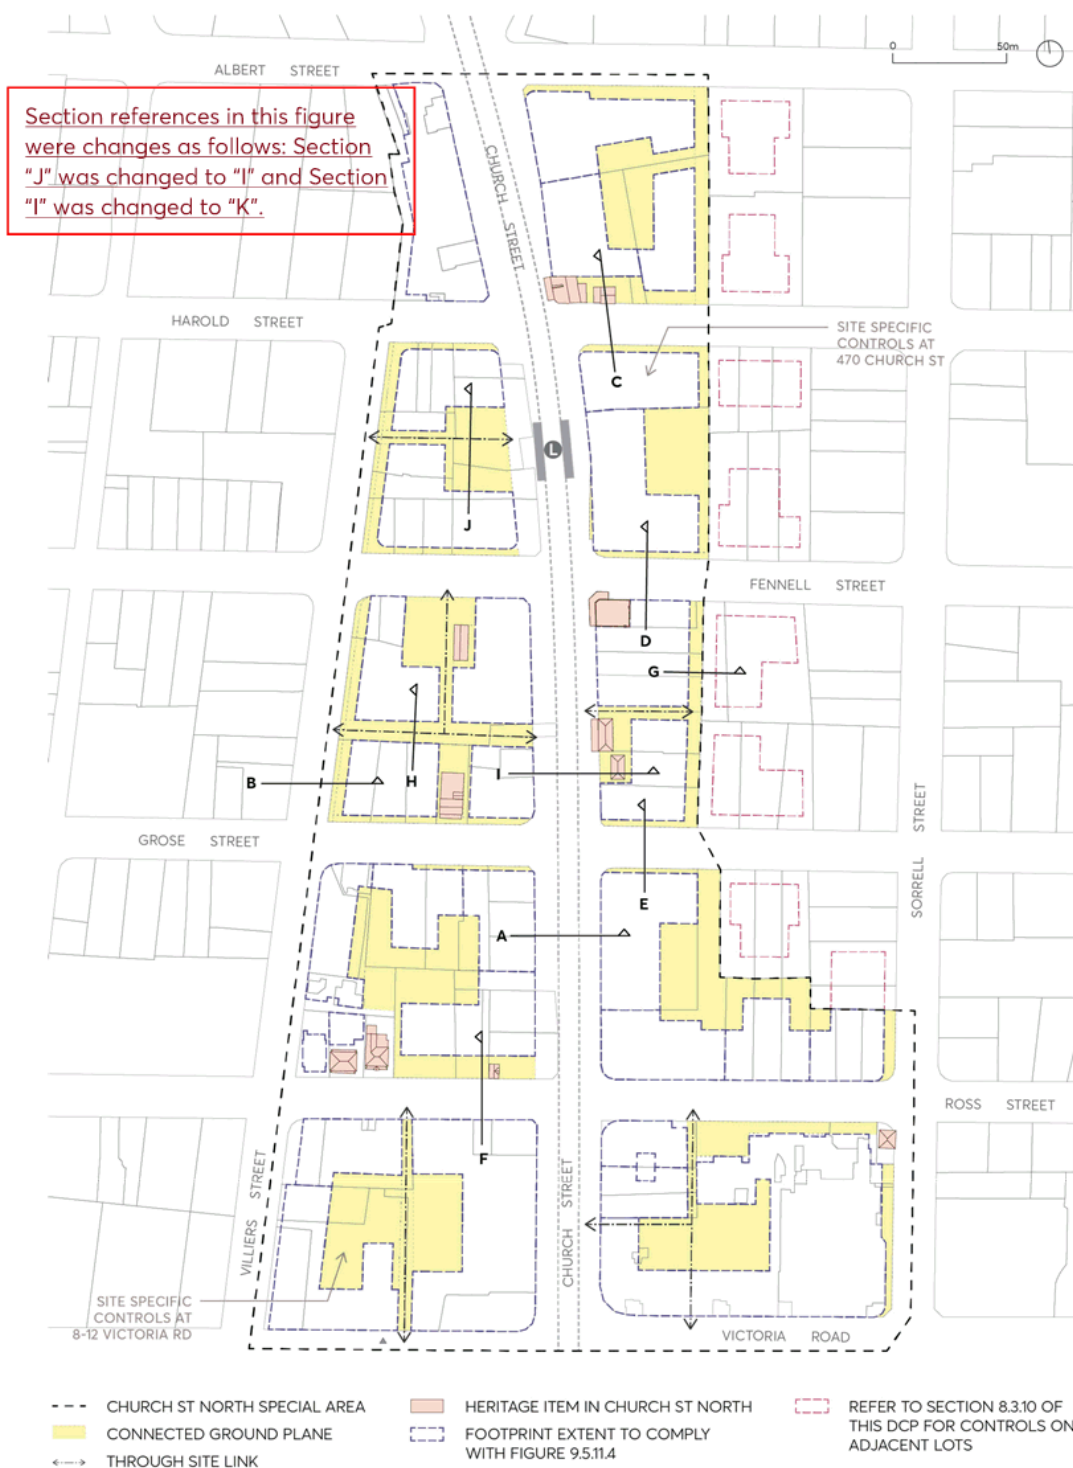 0 50m
ALBERT STREET
Section references in this figure
were changes as follows: Section
"J" was changed to "I" and Section
"I" was changed to "K".
CHURCH STREET
HAROLD STREET
SITE SPECIFIC
CONTROLS AT
470 CHURCH ST
C
L
J
FENNELL STREET
D
G
B
H
I
GROSE STREET
SORRELL STREET
E
A
ROSS STREET
F
VILLIERS STREET
CHURCH STREET
SITE SPECIFIC
CONTROLS AT
8-12 VICTORIA RD
VICTORIA ROAD
CHURCH ST NORTH SPECIAL AREA
CONNECTED GROUND PLANE
THROUGH SITE LINK
HERITAGE ITEM IN CHURCH ST NORTH
FOOTPRINT EXTENT TO COMPLY
WITH FIGURE 9.5.11.4
REFER TO SECTION 8.3.10 OF
THIS DCP FOR CONTROLS ON
ADJACENT LOTS